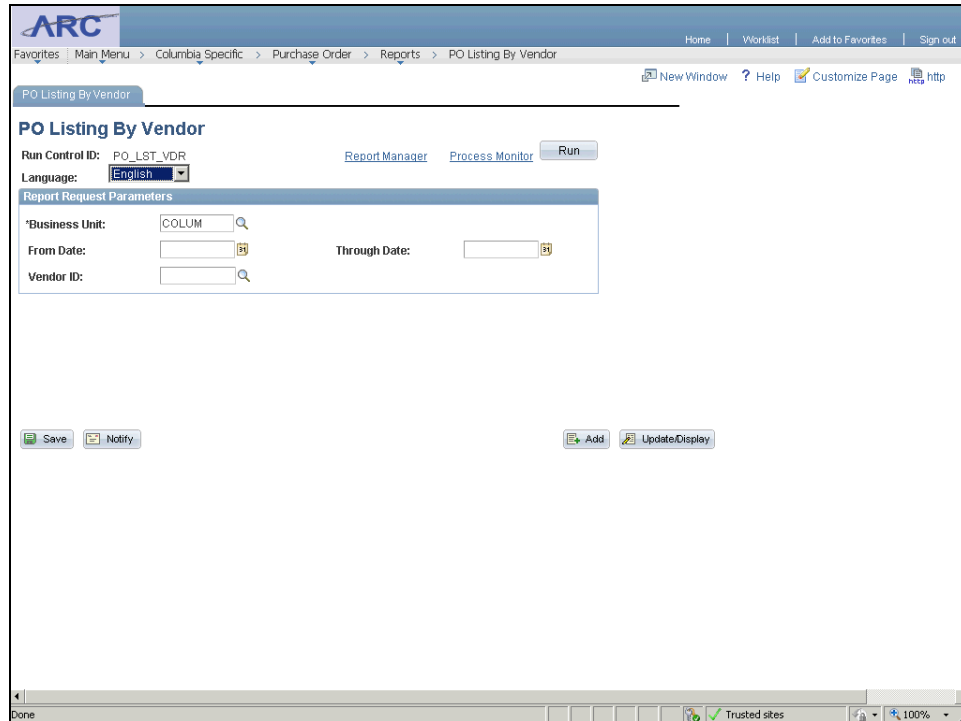 ARC
Home | Worklist | Add to Favorites | Sign out
Favorites Main Menu > Columbia Specific > Purchase Order > Reports > PO Listing By Vendor
New Window ? Help Customize Page http
PO Listing By Vendor
PO Listing By Vendor
Run Control ID: PO_LST_VDR Report Manager Process Monitor Run
Language: English
Report Request Parameters
*Business Unit: COLUM
From Date: Through Date:
Vendor ID:
Save Notify Add Update/Display
Done Trusted sites 100%